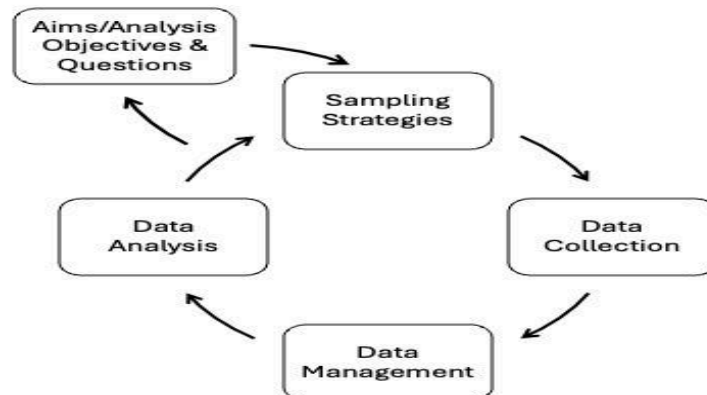 Aims/Analysis
Objectives &
Questions
Sampling
Strategies
Data
Collection
Data
Management
Data
Analysis